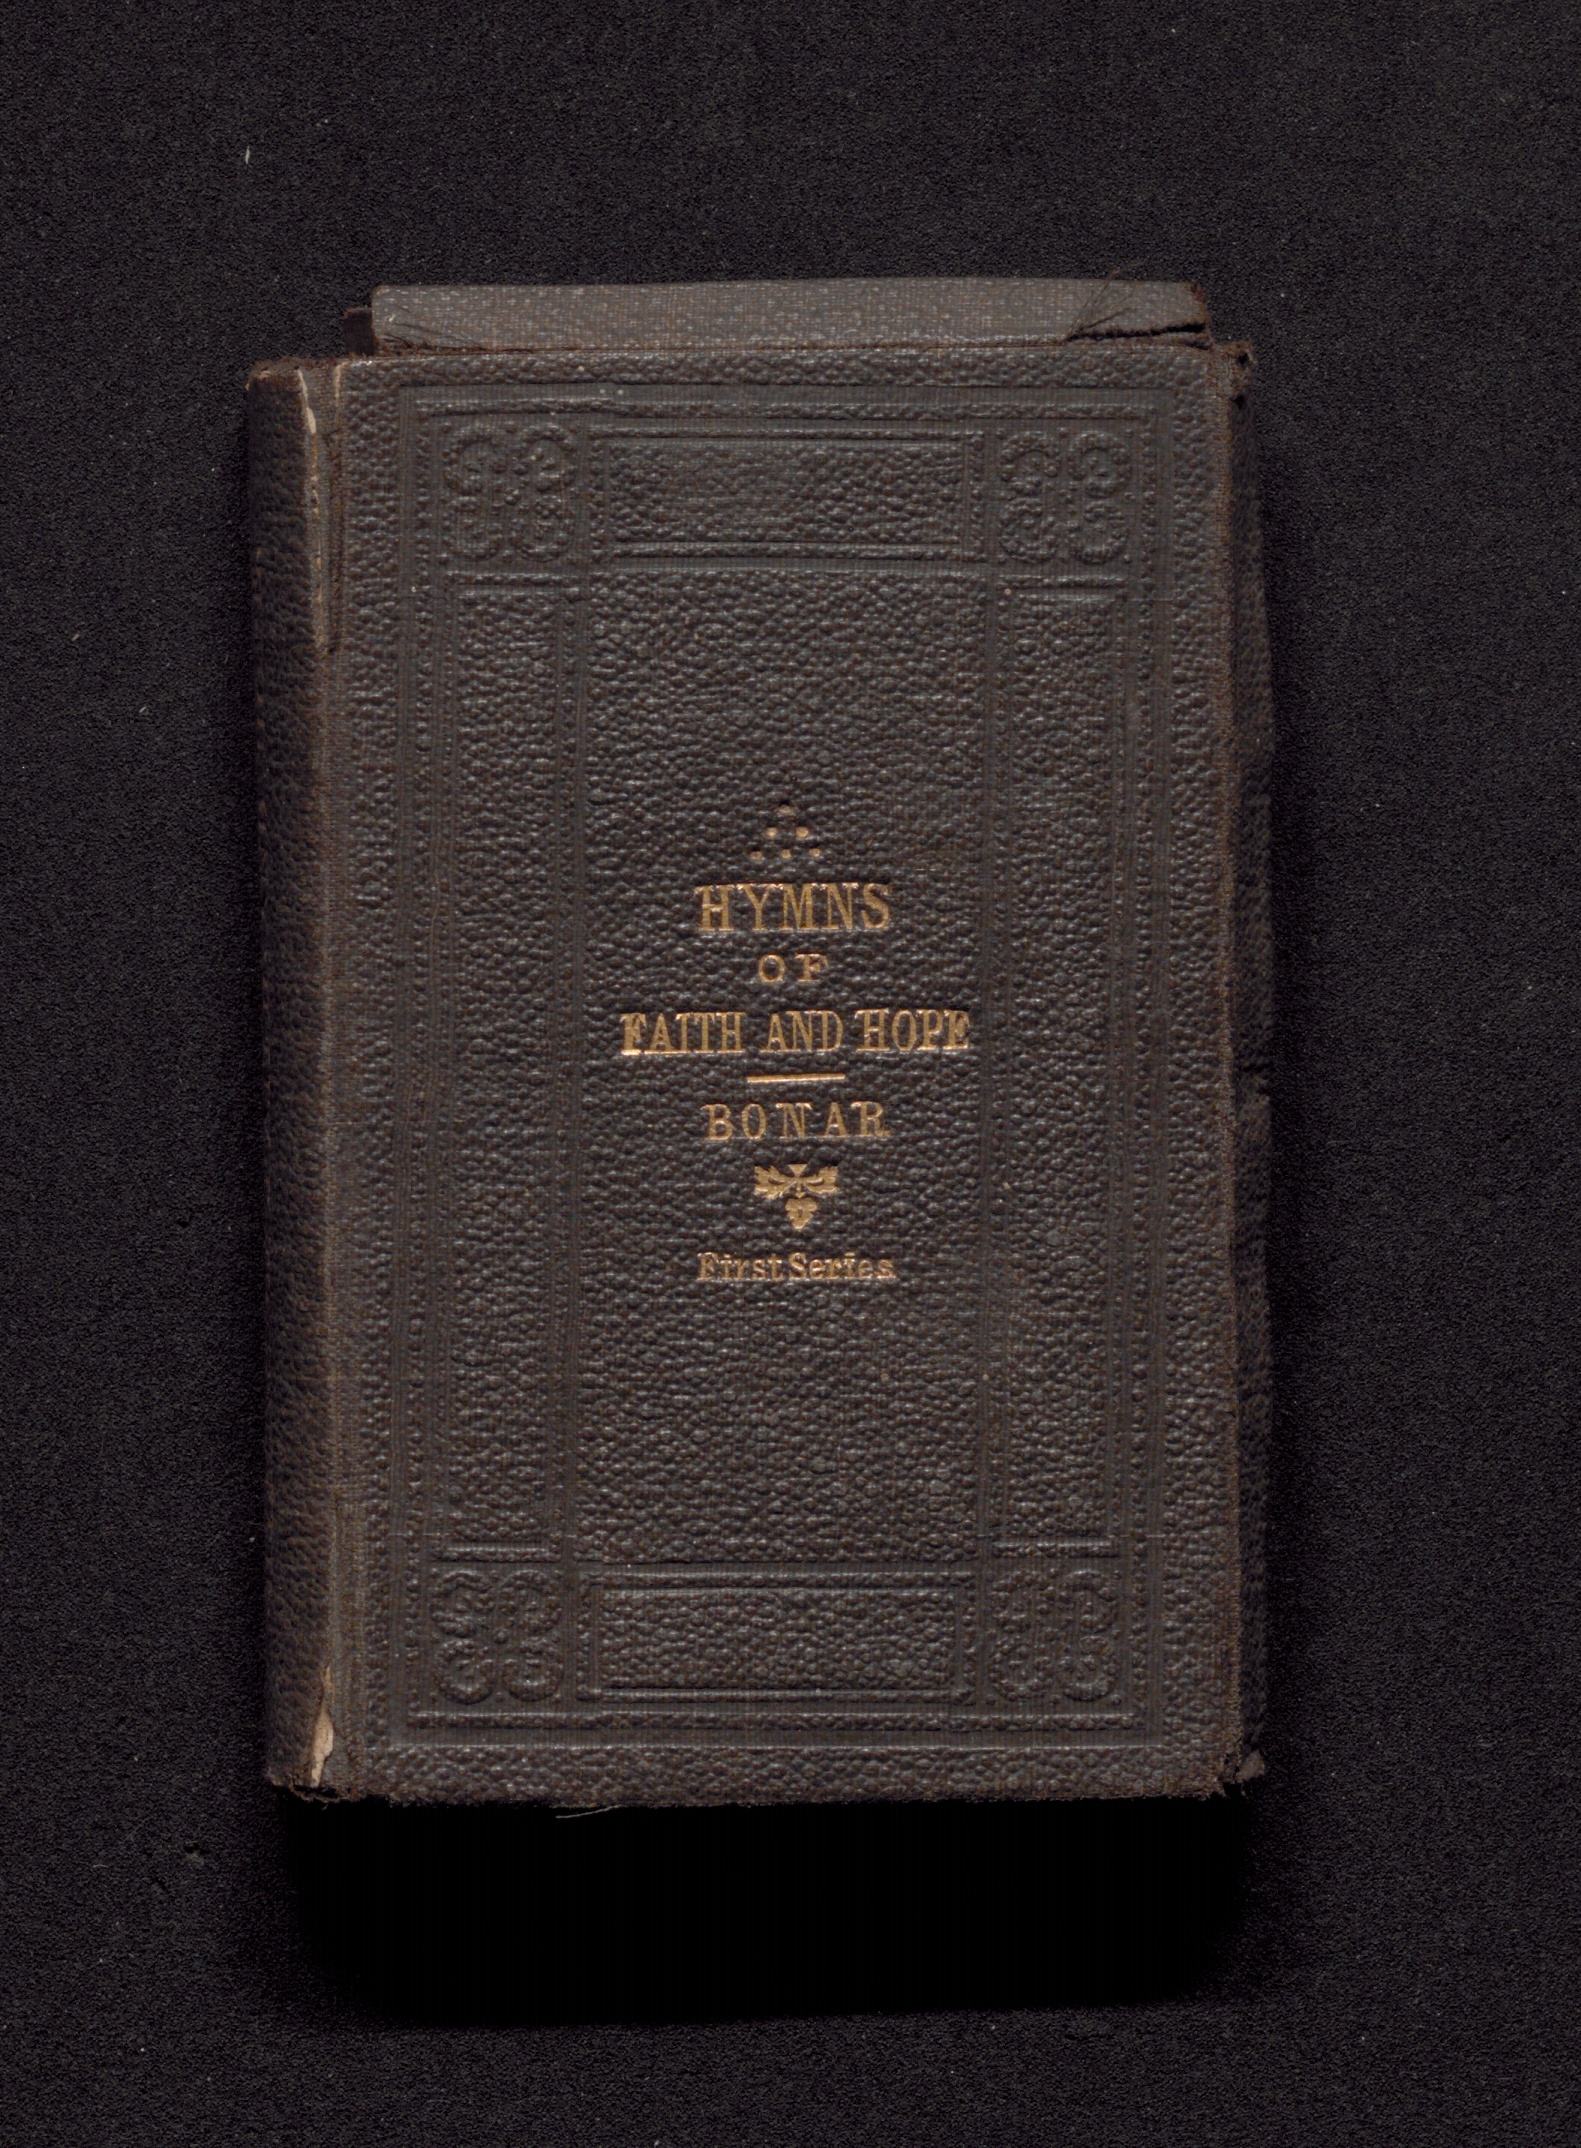 HYMNS
OF
FAITH AND HOPE
BONAR
First Series